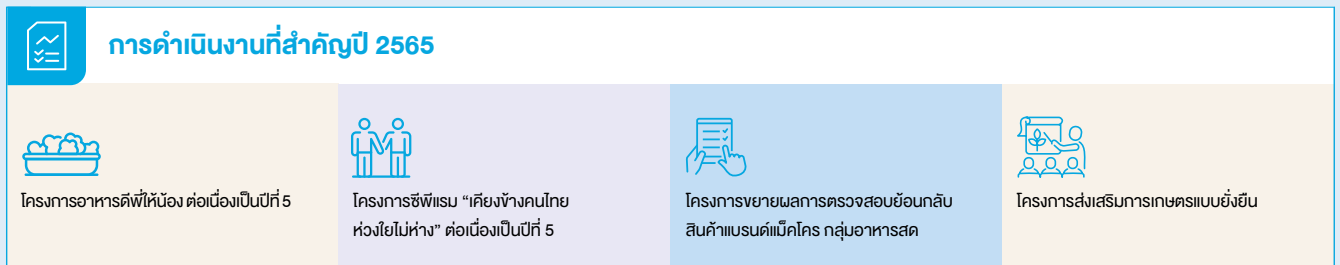 การดำเนินงานที่สำคัญปี 2565
โครงการอาหารดีพี่ให้น้อง ต่อเนื่องเป็นปีที่ 5
โครงการซีพีแรม “เคียงข้างคนไทย
ห่วงใยไม่ห่าง” ต่อเนื่องเป็นปีที่ 5
โครงการขยายผลการตรวจสอบย้อนกลับ
สินค้าแบรนด์แม็คโคร กลุ่มอาหารสด
โครงการส่งเสริมการเกษตรแบบยั่งยืน